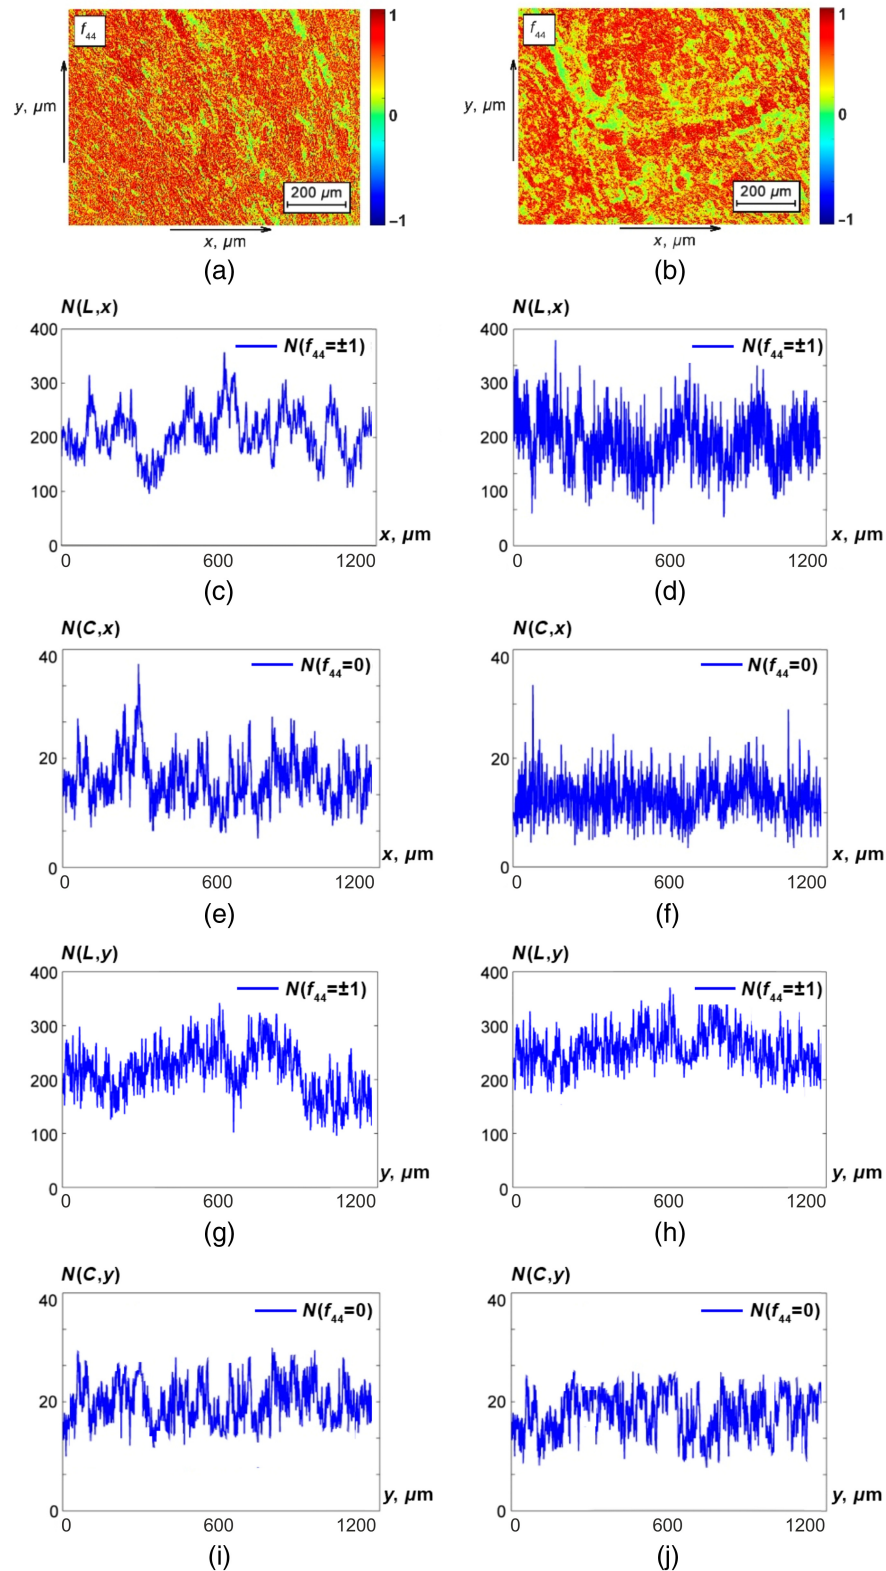 f44
1
0
−1
y, µm
200 µm
x, µm
(a)
f44
1
0
−1
y, µm
200 µm
x, µm
(b)
N(L,x)
400
300
200
100
0
N(f44=±1)
x, µm
0 600 1200
(c)
N(L,x)
400
300
200
100
0
N(f44=±1)
x, µm
0 600 1200
(d)
N(C,x)
40
20
0
N(f44=0)
x, µm
0 600 1200
(e)
N(C,x)
40
20
0
N(f44=0)
x, µm
0 600 1200
(f)
N(L,y)
400
300
200
100
0
N(f44=±1)
y, µm
0 600 1200
(g)
N(L,y)
400
300
200
100
0
N(f44=±1)
y, µm
0 600 1200
(h)
N(C,y)
40
20
0
N(f44=0)
y, µm
0 600 1200
(i)
N(C,y)
40
20
0
N(f44=0)
y, µm
0 600 1200
(j)